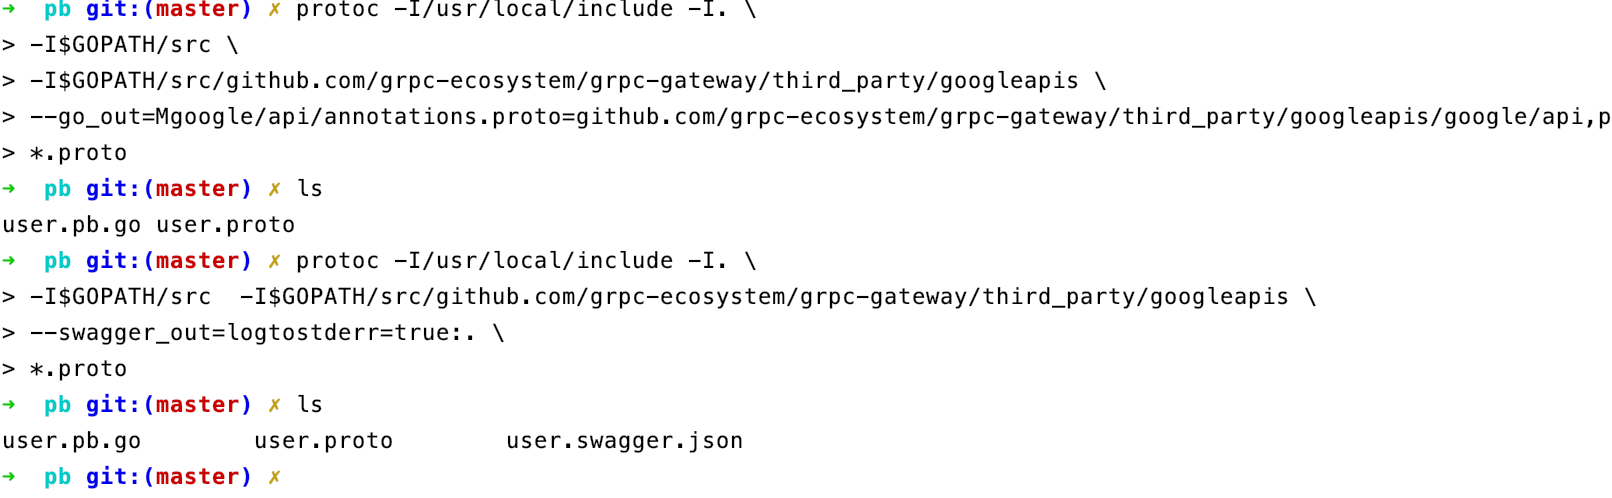 ➜  pb git:(master) ✗ protoc -I/usr/local/include -I. \
> -I$GOPATH/src \
> -I$GOPATH/src/github.com/grpc-ecosystem/grpc-gateway/third_party/googleapis \
> --go_out=Mgoogle/api/annotations.proto=github.com/grpc-ecosystem/grpc-gateway/third_party/googleapis/google/api,p
> *.proto
➜  pb git:(master) ✗ ls
user.pb.go user.proto
➜  pb git:(master) ✗ protoc -I/usr/local/include -I. \
> -I$GOPATH/src  -I$GOPATH/src/github.com/grpc-ecosystem/grpc-gateway/third_party/googleapis \
> --swagger_out=logtostderr=true:. \
> *.proto
➜  pb git:(master) ✗ ls
user.pb.go        user.proto        user.swagger.json
➜  pb git:(master) ✗